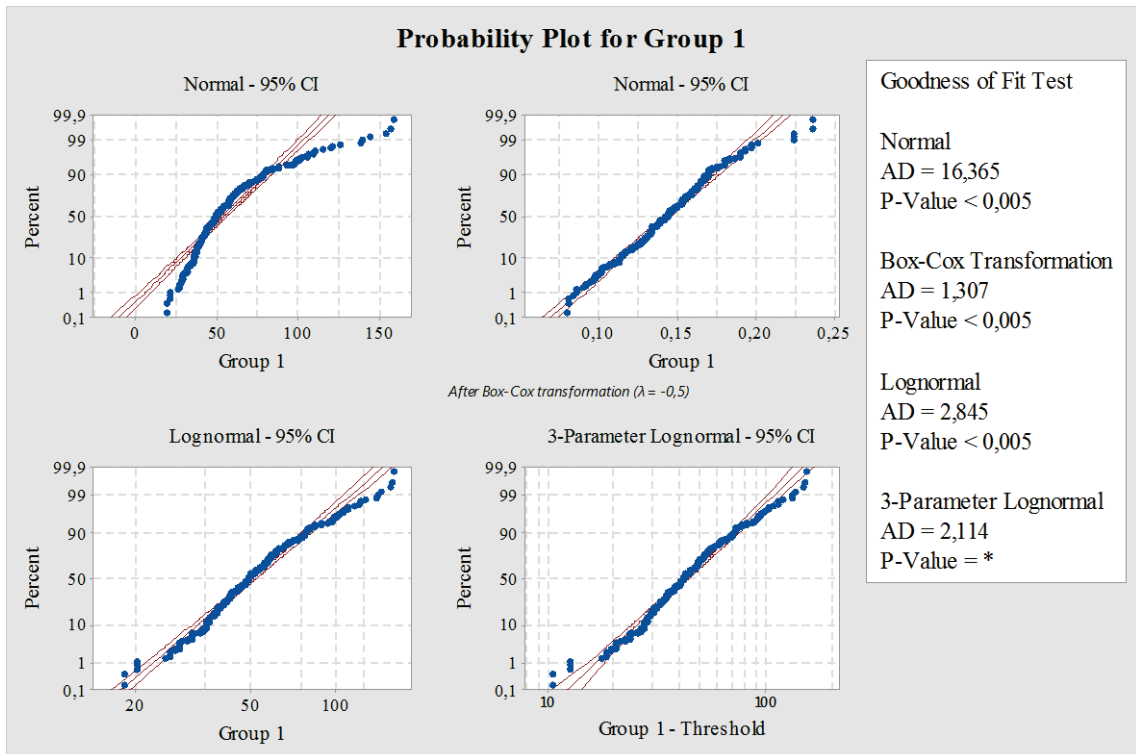 Probability Plot for Group 1
Normal - 95% CI
Percent
99,9
99
90
50
10
1
0,1
0 50 100 150
Group 1
Normal - 95% CI
Percent
99,9
99
90
50
10
1
0,1
0,10 0,15 0,20 0,25
Group 1
After Box-Cox transformation (λ = -0,5)
Lognormal - 95% CI
Percent
99,9
99
90
50
10
1
0,1
20 100
Group 1
3-Parameter Lognormal - 95% CI
Percent
99,9
99
90
50
10
1
0,1
10 100
Group 1 - Threshold
Goodness of Fit Test
Normal
AD = 16,365
P-Value < 0,005
Box-Cox Transformation
AD = 1,307
P-Value < 0,005
Lognormal
AD = 2,845
P-Value < 0,005
3-Parameter Lognormal
AD = 2,114
P-Value = *